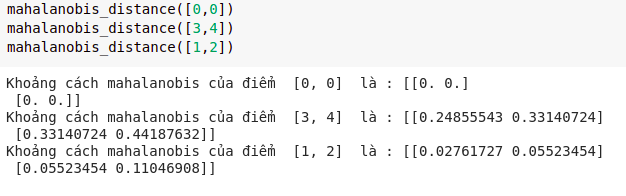 mahalanobis_distance([0,0])
mahalanobis_distance([3,4])
mahalanobis_distance([1,2])
Khoảng cách mahalanobis của điểm  [0, 0]  là : [[0. 0.]
 [0. 0.]]
Khoảng cách mahalanobis của điểm  [3, 4]  là : [[0.24855543 0.33140724]
 [0.33140724 0.44187632]]
Khoảng cách mahalanobis của điểm  [1, 2]  là : [[0.02761727 0.05523454]
 [0.05523454 0.11046908]]